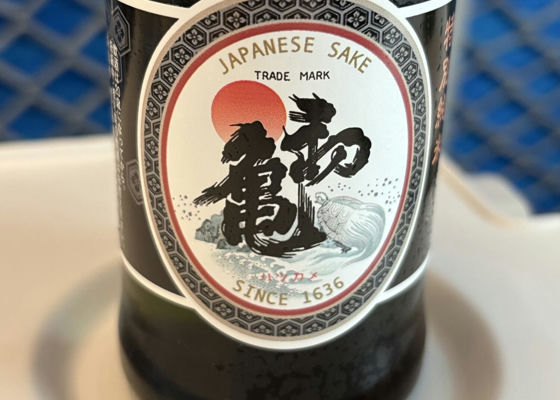 JAPANESE SAKE
TRADE MARK
初亀
ハツカメ
SINCE 1636